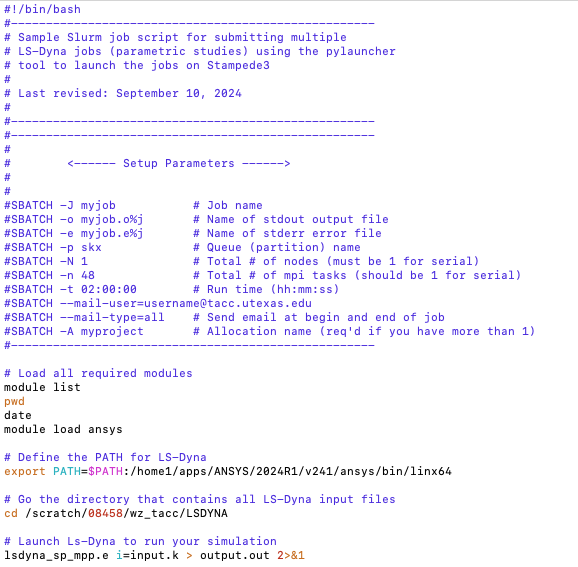 #!/bin/bash
#----------------------------------------------------
# Sample Slurm job script for submitting multiple
# LS-Dyna jobs (parametric studies) using the pylauncher
# tool to launch the jobs on Stampede3
#
# Last revised: September 10, 2024
#
#----------------------------------------------------
#----------------------------------------------------
#
#        <------ Setup Parameters ------>
#
#
#SBATCH -J myjob           # Job name
#SBATCH -o myjob.o%j       # Name of stdout output file
#SBATCH -e myjob.e%j       # Name of stderr error file
#SBATCH -p skx             # Queue (partition) name
#SBATCH -N 1               # Total # of nodes (must be 1 for serial)
#SBATCH -n 48              # Total # of mpi tasks (should be 1 for serial)
#SBATCH -t 02:00:00        # Run time (hh:mm:ss)
#SBATCH --mail-user=username@tacc.utexas.edu
#SBATCH --mail-type=all    # Send email at begin and end of job
#SBATCH -A myproject       # Allocation name (req'd if you have more than 1)
#----------------------------------------------------

# Load all required modules
module list
pwd
date
module load ansys

# Define the PATH for LS-Dyna
export PATH=$PATH:/home1/apps/ANSYS/2024R1/v241/ansys/bin/linx64

# Go the directory that contains all LS-Dyna input files
cd /scratch/08458/wz_tacc/LSDYNA

# Launch Ls-Dyna to run your simulation
lsdyna_sp_mpp.e i=input.k > output.out 2>&1